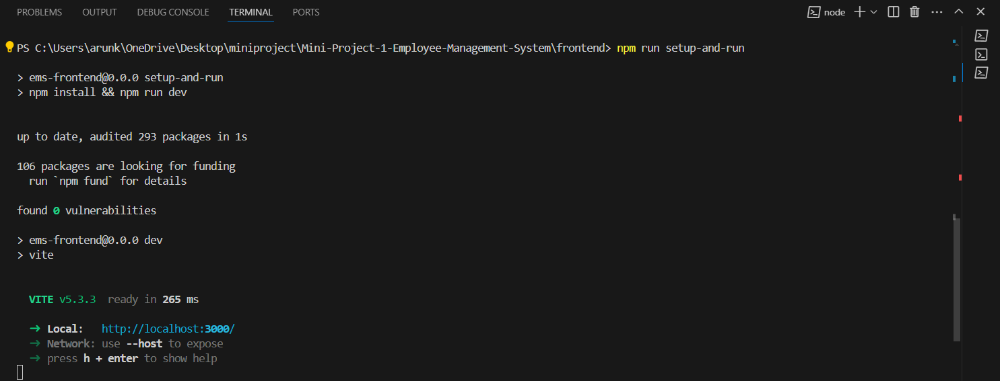 PROBLEMS OUTPUT DEBUG CONSOLE TERMINAL PORTS node
PS C:\Users\arunk\OneDrive\Desktop\miniproject\Mini-Project-1-Employee-Management-System\frontend> npm run setup-and-run
> ems-frontend@0.0.0 setup-and-run
> npm install && npm run dev
up to date, audited 293 packages in 1s
106 packages are looking for funding
  run `npm fund` for details
found 0 vulnerabilities
> ems-frontend@0.0.0 dev
> vite
  VITE v5.3.3  ready in 265 ms
  ➜ Local:   http://localhost:3000/
  ➜ Network: use --host to expose
  ➜ press h + enter to show help